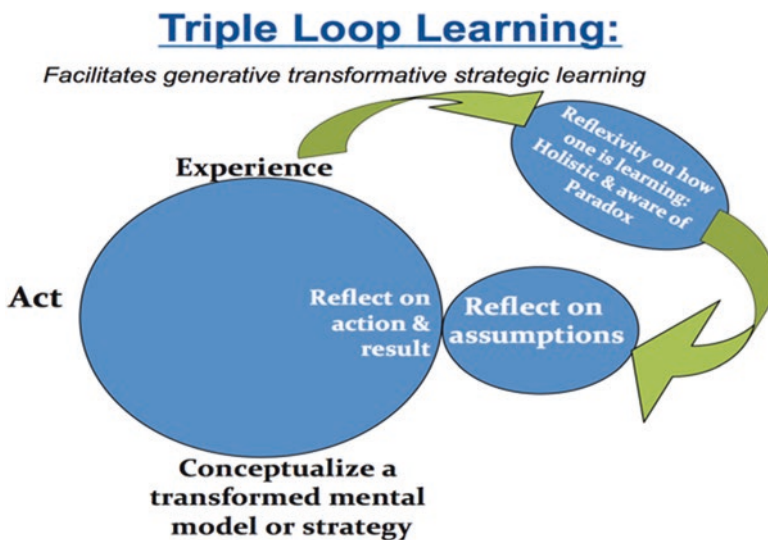 Triple Loop Learning:
Facilitates generative transformative strategic learning
Reflexivity on how
one is learning:
Holistic & aware of
Paradox
Experience
Act
Reflect on
action &
result
Reflect on
assumptions
Conceptualize a
transformed mental
model or strategy